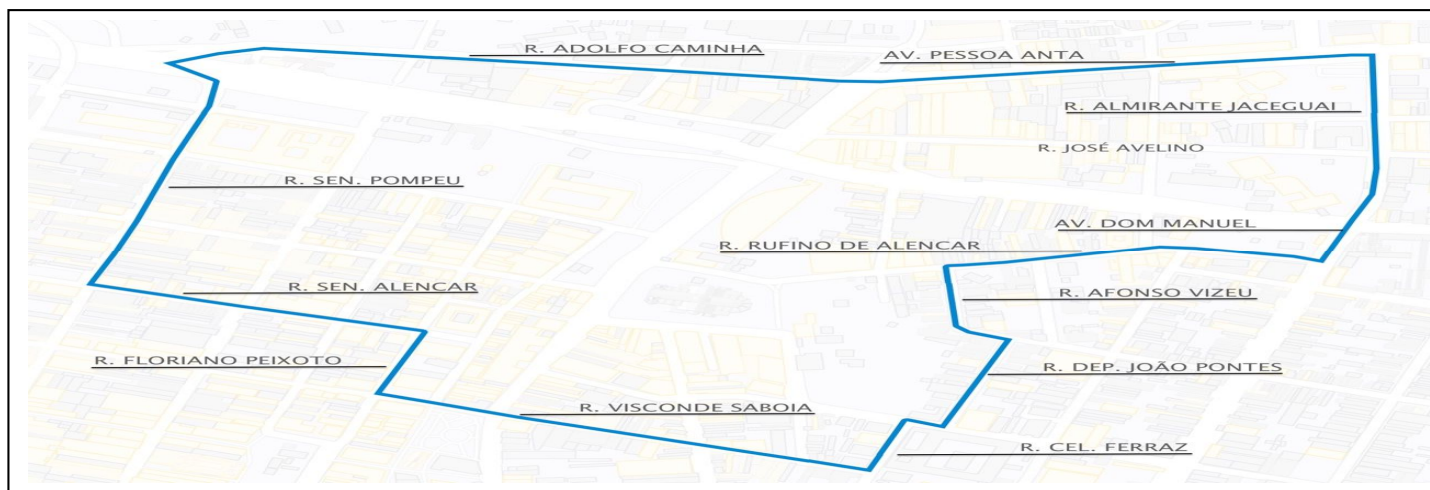 R. ADOLFO CAMINHA
AV. PESSOA ANTA
R. ALMIRANTE JACEGUAI
R. JOSÉ AVELINO
R. SEN. POMPEU
AV. DOM MANUEL
R. RUFINO DE ALENCAR
R. SEN. ALENCAR
R. AFONSO VIZEU
R. FLORIANO PEIXOTO
R. DEP. JOÃO PONTES
R. VISCONDE SABOIA
R. CEL. FERRAZ